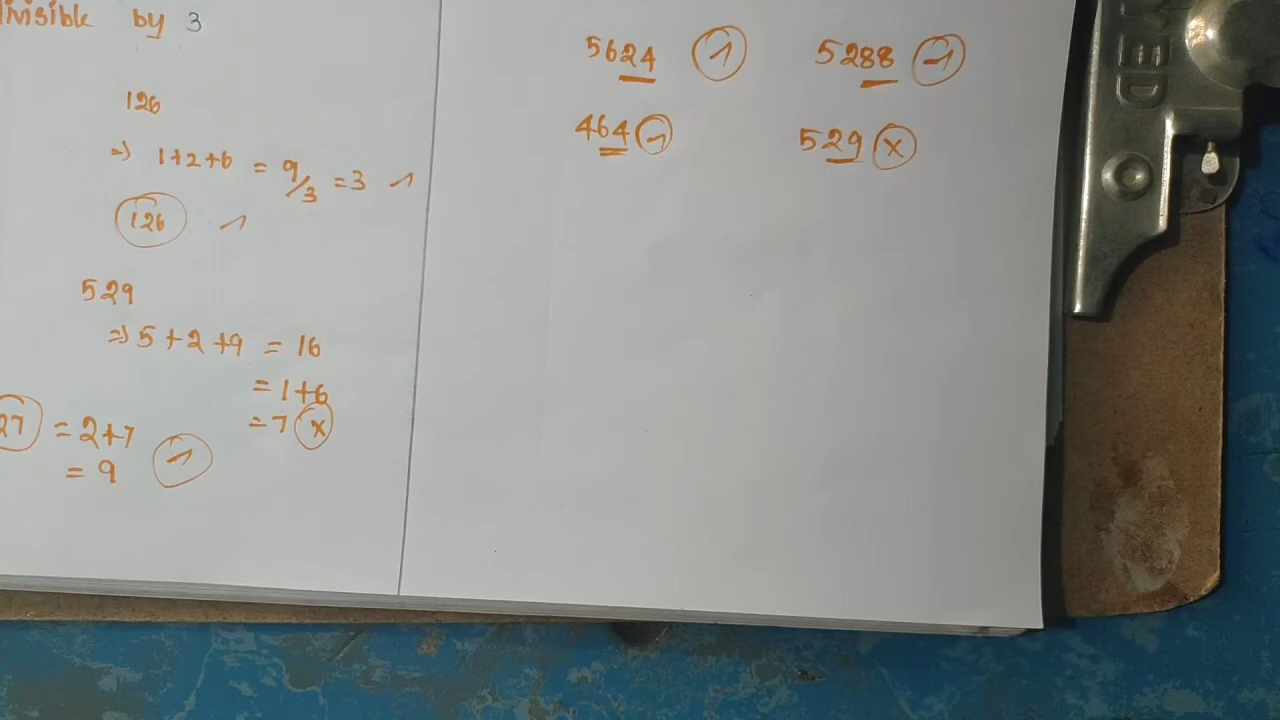 divisible by 3
126
⇒ 1+2+6 = 9/3 = 3 ✓
126 ✓
529
⇒ 5+2+9 = 16
= 1+6
= 7 x
27 = 2+7
= 9 ✓
5624 ✓ 5288 ✓
464 ✓ 529 x